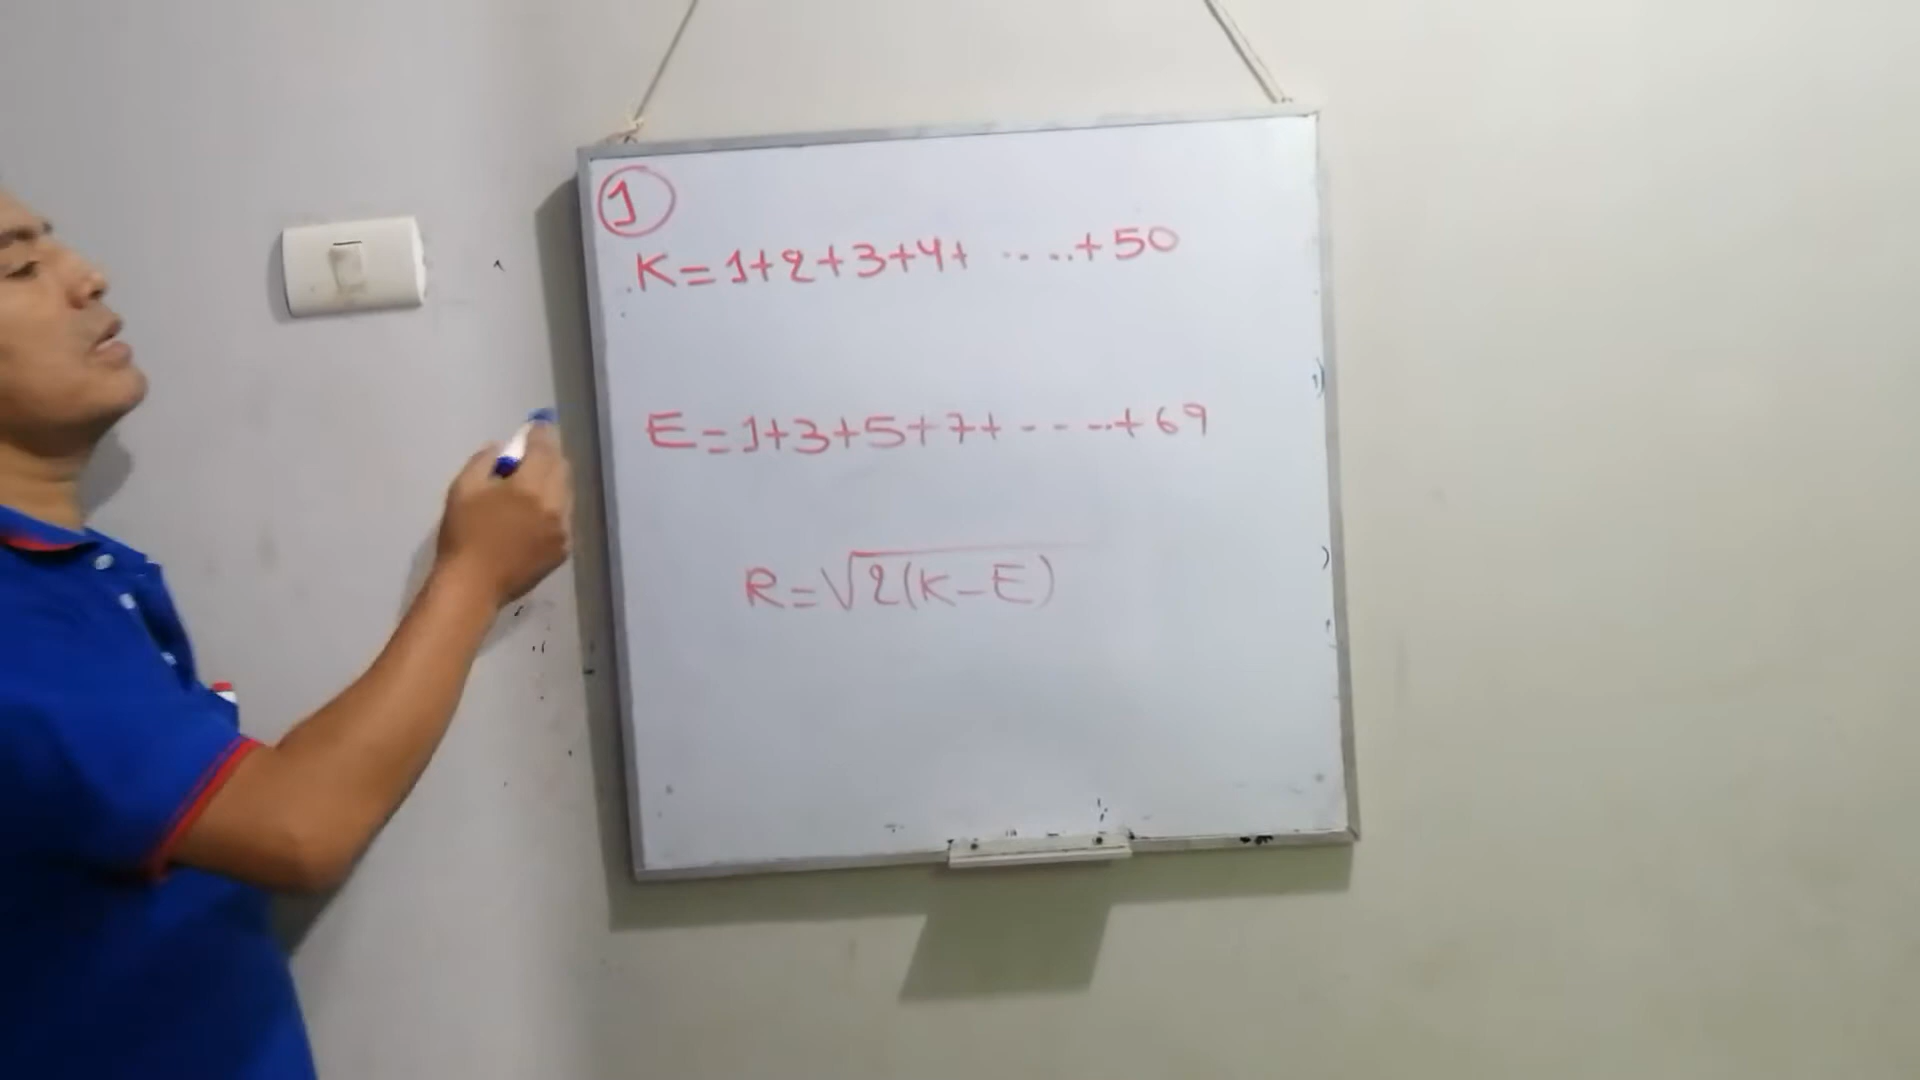 1
K=1+2+3+4+ ·····+50
E=1+3+5+7+----+69
R=√2(K-E)